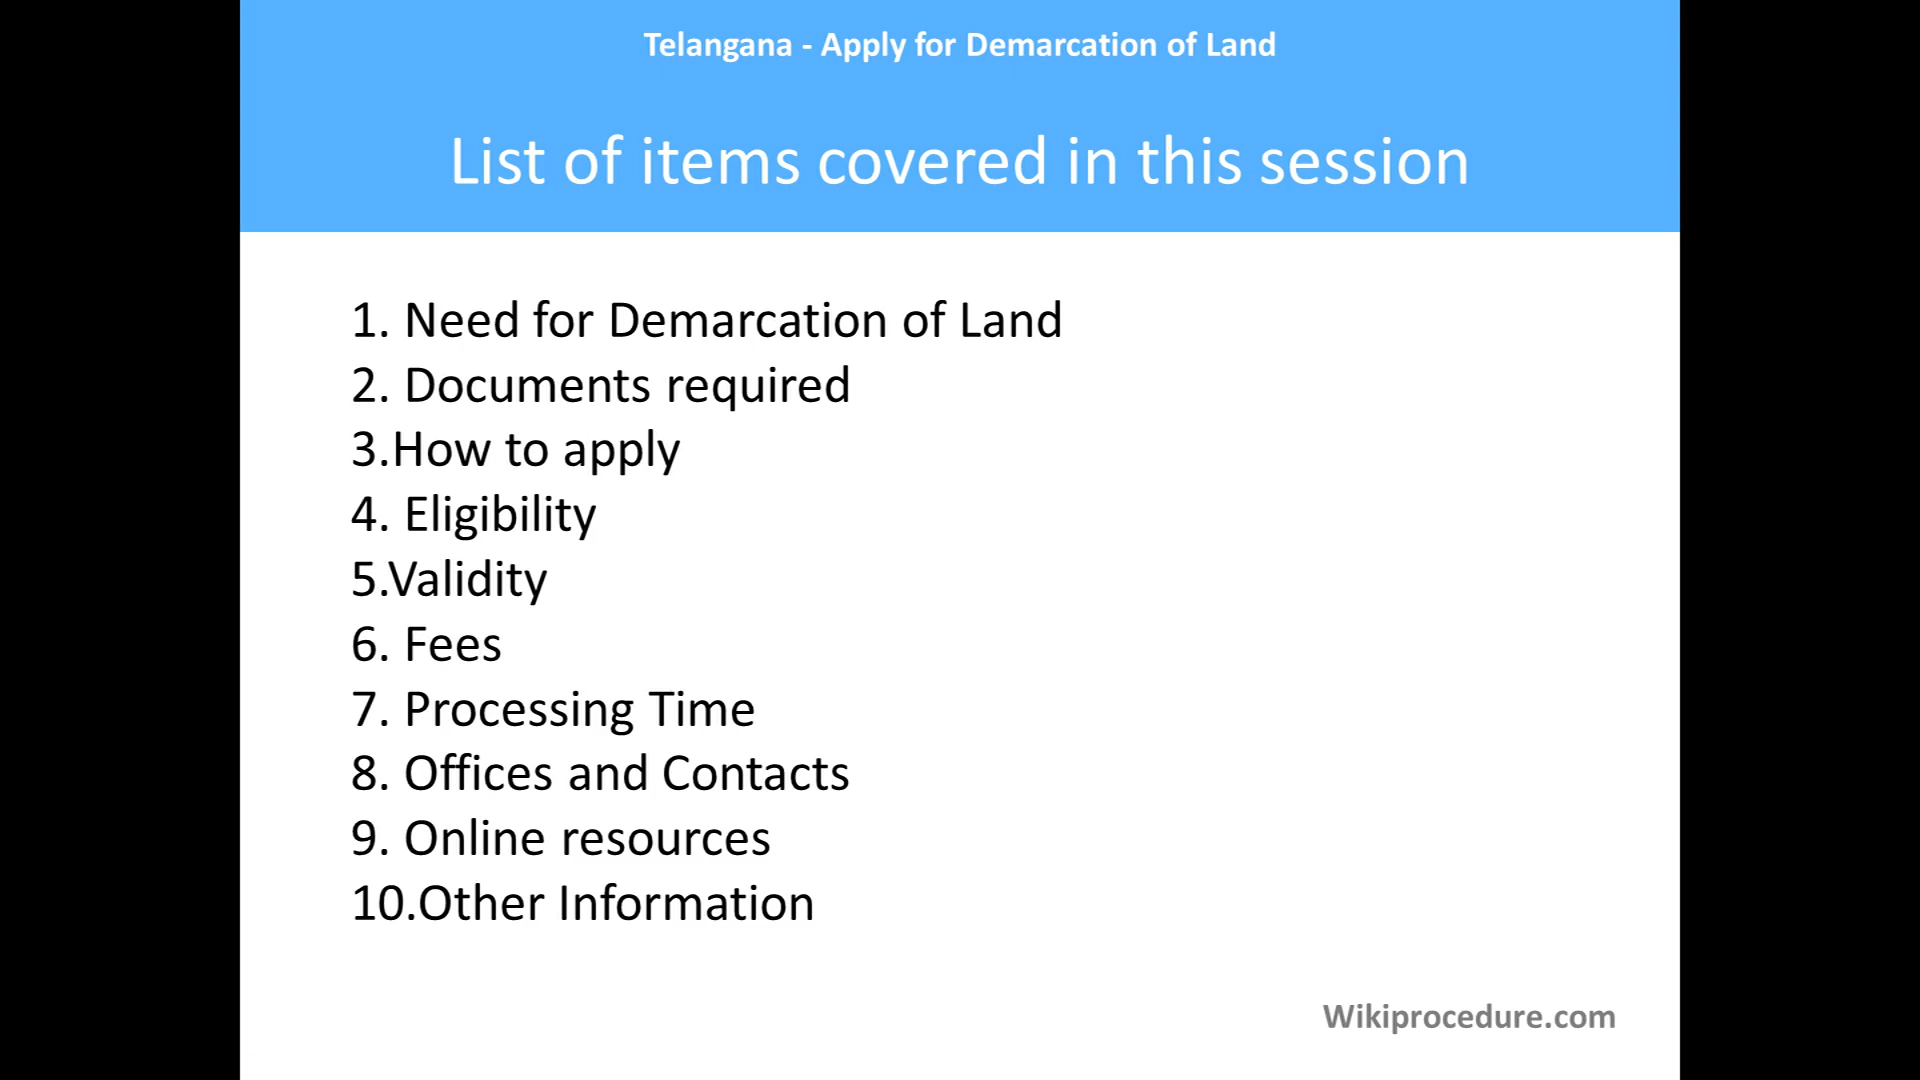 Telangana - Apply for Demarcation of Land
List of items covered in this session
1. Need for Demarcation of Land
2. Documents required
3.How to apply
4. Eligibility
5.Validity
6. Fees
7. Processing Time
8. Offices and Contacts
9. Online resources
10.Other Information
Wikiprocedure.com